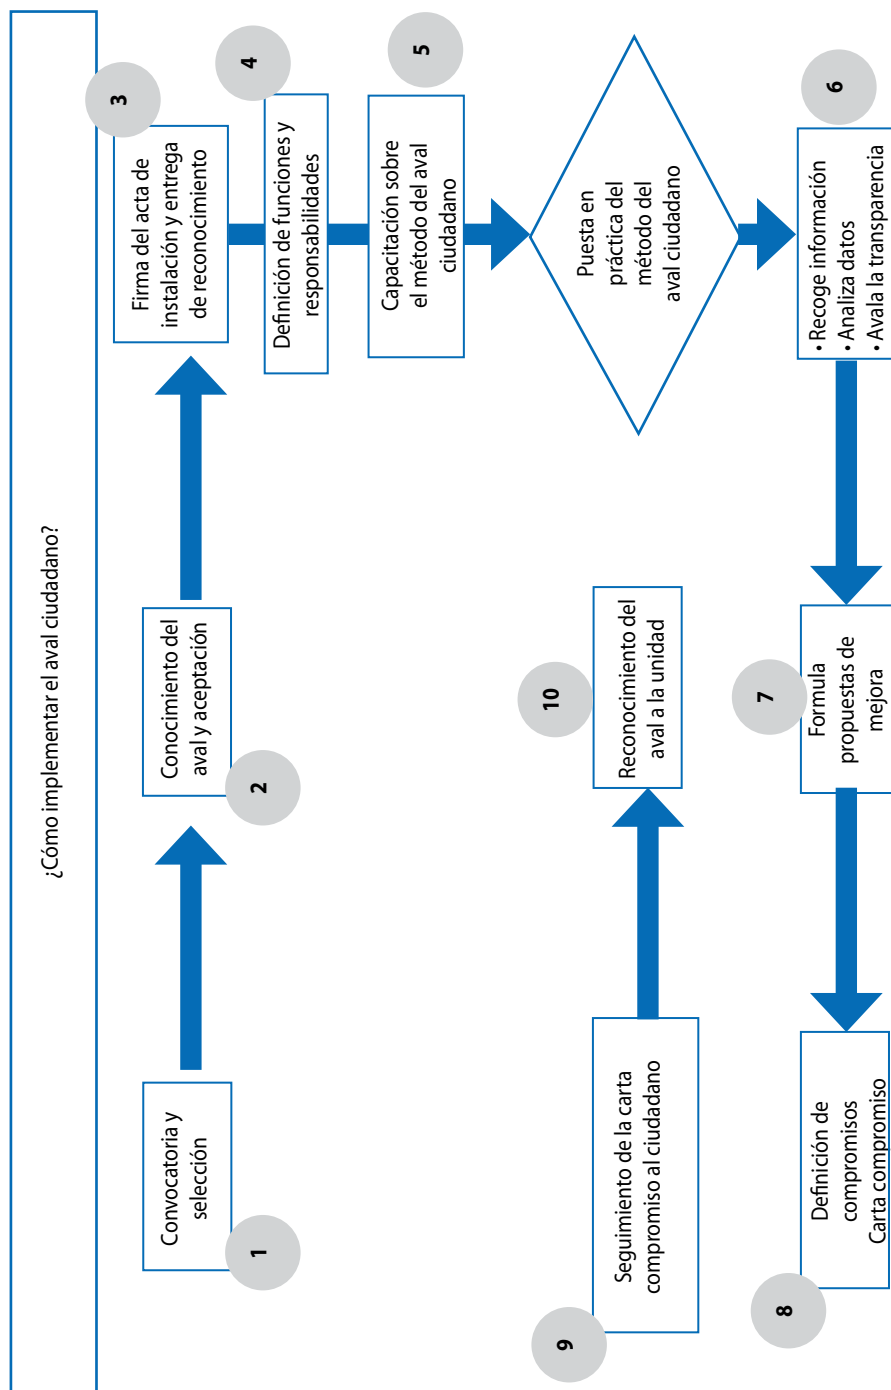 ¿Cómo implementar el aval ciudadano?
1
Convocatoria y
selección
2
Conocimiento del
aval y aceptación
3
Firma del acta de
instalación y entrega
de reconocimiento
4
Definición de funciones y
responsabilidades
5
Capacitación sobre
el método del aval
ciudadano
Puesta en
práctica del
método del
aval ciudadano
6
• Recoge información
• Analiza datos
• Avala la transparencia
7
Formula
propuestas de
mejora
8
Definición de
compromisos
Carta compromiso
9
Seguimiento de la carta
compromiso al ciudadano
10
Reconocimiento del
aval a la unidad